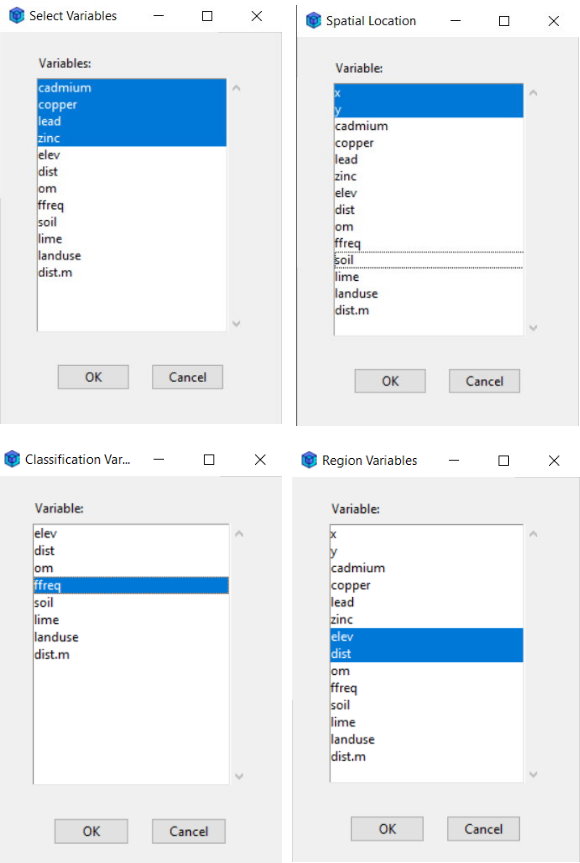 Select Variables
Variables:
cadmium
copper
lead
zinc
elev
dist
om
ffreq
soil
lime
landuse
dist.m
OK Cancel
Spatial Location
Variable:
x
y
cadmium
copper
lead
zinc
elev
dist
om
ffreq
soil
lime
landuse
dist.m
OK Cancel
Classification Var...
Variable:
elev
dist
om
ffreq
soil
lime
landuse
dist.m
OK Cancel
Region Variables
Variable:
x
y
cadmium
copper
lead
zinc
elev
dist
om
ffreq
soil
lime
landuse
dist.m
OK Cancel